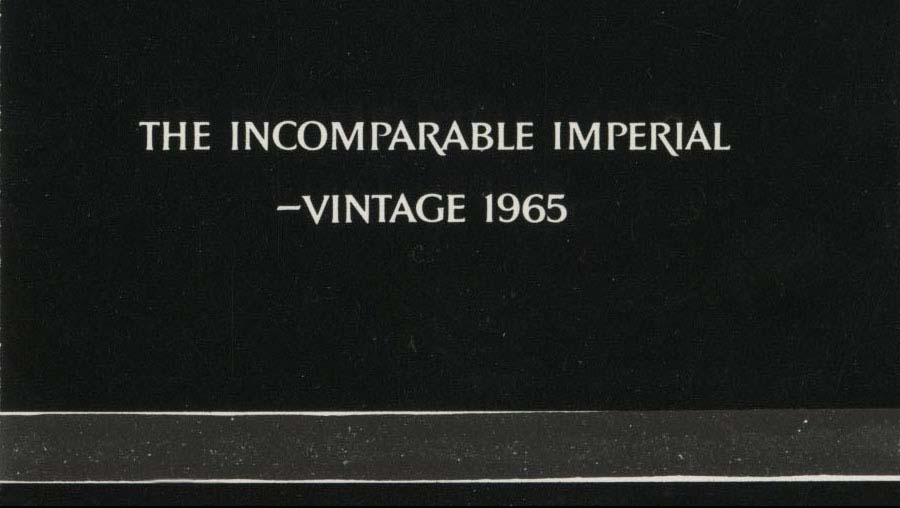 THE INCOMPARABLE IMPERIAL
–VINTAGE 1965